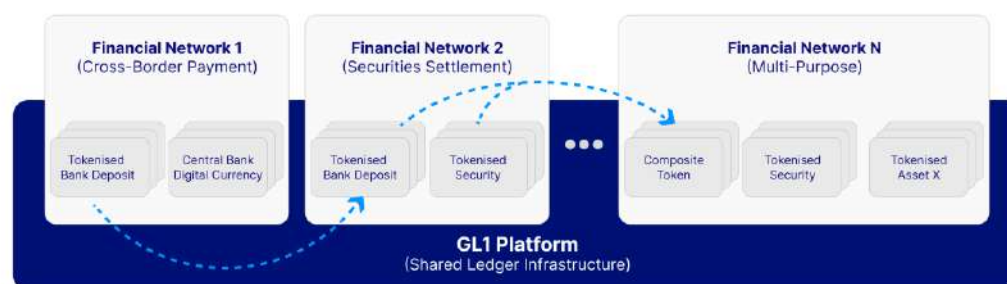 Financial Network 1
(Cross-Border Payment)
Financial Network 2
(Securities Settlement)
Financial Network N
(Multi-Purpose)
Tokenised
Bank Deposit
Central Bank
Digital Currency
Tokenised
Bank Deposit
Tokenised
Security
Composite
Token
Tokenised
Security
Tokenised
Asset X
GL1 Platform
(Shared Ledger Infrastructure)